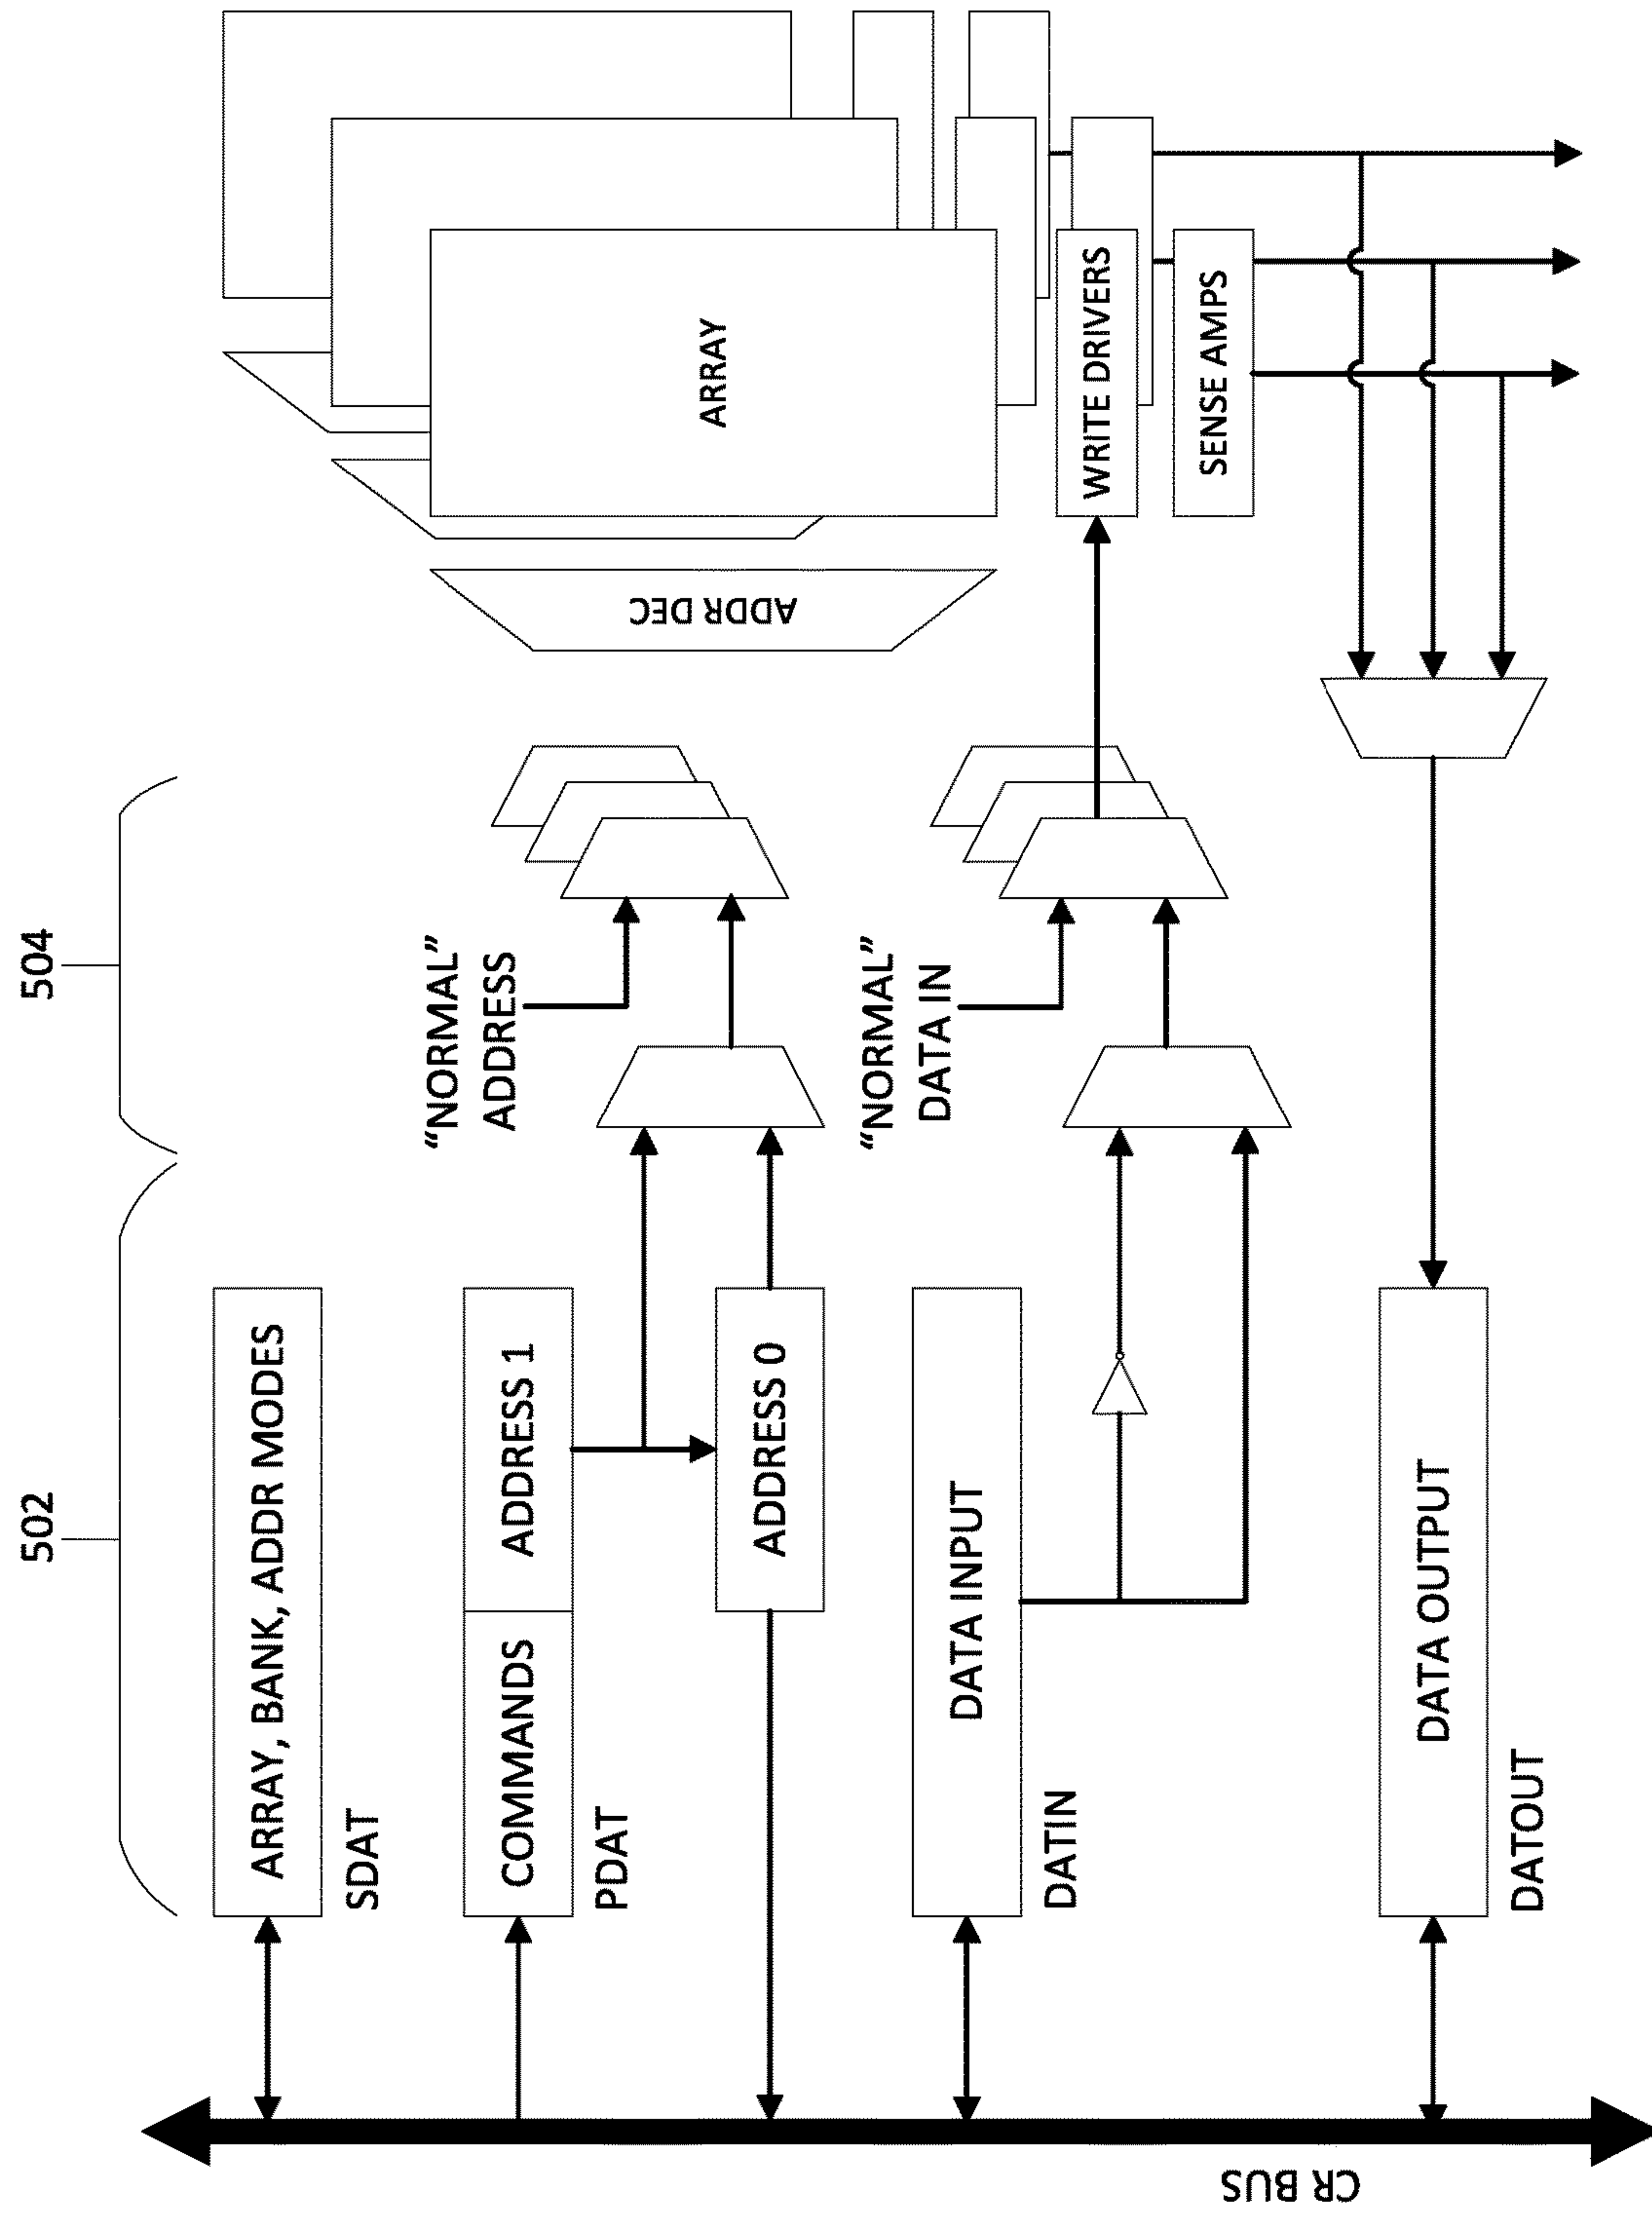 502
504
ARRAY, BANK, ADDR MODES
SDAT
COMMANDS
ADDRESS 1
PDAT
ADDRESS 0
“NORMAL”
ADDRESS
DATA INPUT
DATIN
“NORMAL”
DATA IN
DATA OUTPUT
DATOUT
ADDR DEC
ARRAY
WRITE DRIVERS
SENSE AMPS
CR BUS